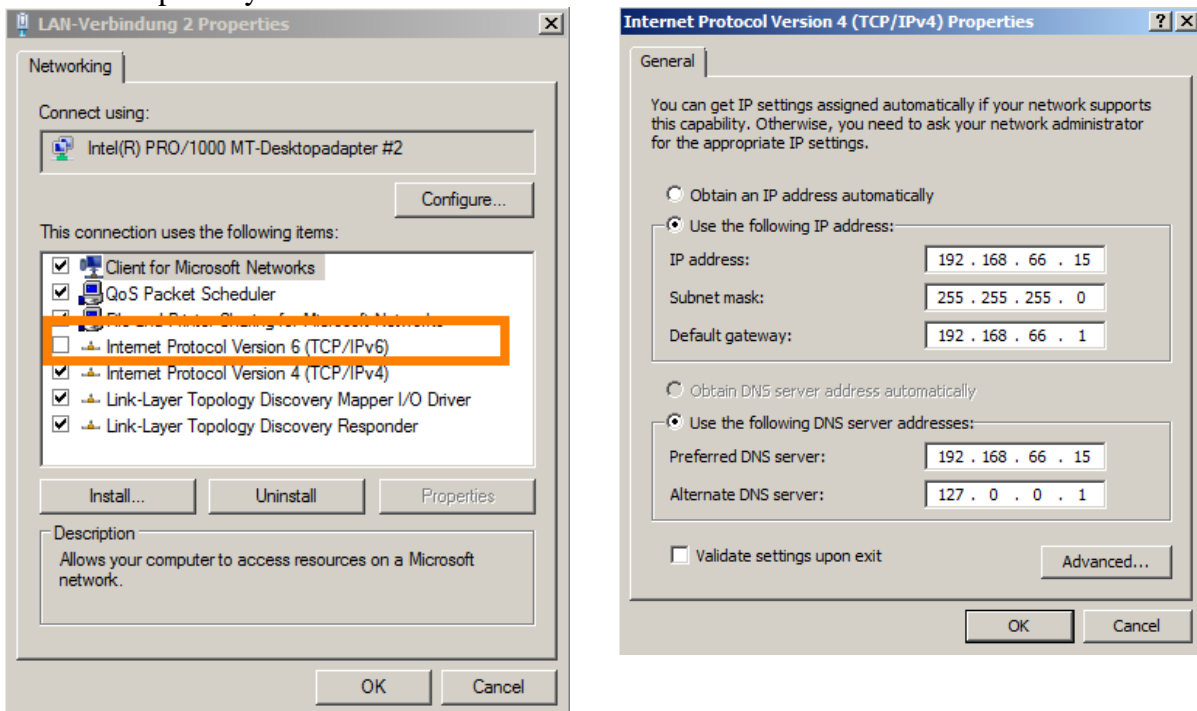 LAN-Verbindung 2 Properties
Networking
Connect using:
Intel(R) PRO/1000 MT-Desktopadapter #2
Configure...
This connection uses the following items:
Client for Microsoft Networks
QoS Packet Scheduler
File and Printer Sharing for Microsoft Networks
Internet Protocol Version 6 (TCP/IPv6)
Internet Protocol Version 4 (TCP/IPv4)
Link-Layer Topology Discovery Mapper I/O Driver
Link-Layer Topology Discovery Responder
Install...
Uninstall
Properties
Description
Allows your computer to access resources on a Microsoft
network.
OK
Cancel
Internet Protocol Version 4 (TCP/IPv4) Properties
General
You can get IP settings assigned automatically if your network supports
this capability. Otherwise, you need to ask your network administrator
for the appropriate IP settings.
Obtain an IP address automatically
Use the following IP address:
IP address: 192 . 168 . 66 . 15
Subnet mask: 255 . 255 . 255 . 0
Default gateway: 192 . 168 . 66 . 1
Obtain DNS server address automatically
Use the following DNS server addresses:
Preferred DNS server: 192 . 168 . 66 . 15
Alternate DNS server: 127 . 0 . 0 . 1
Validate settings upon exit
Advanced...
OK
Cancel